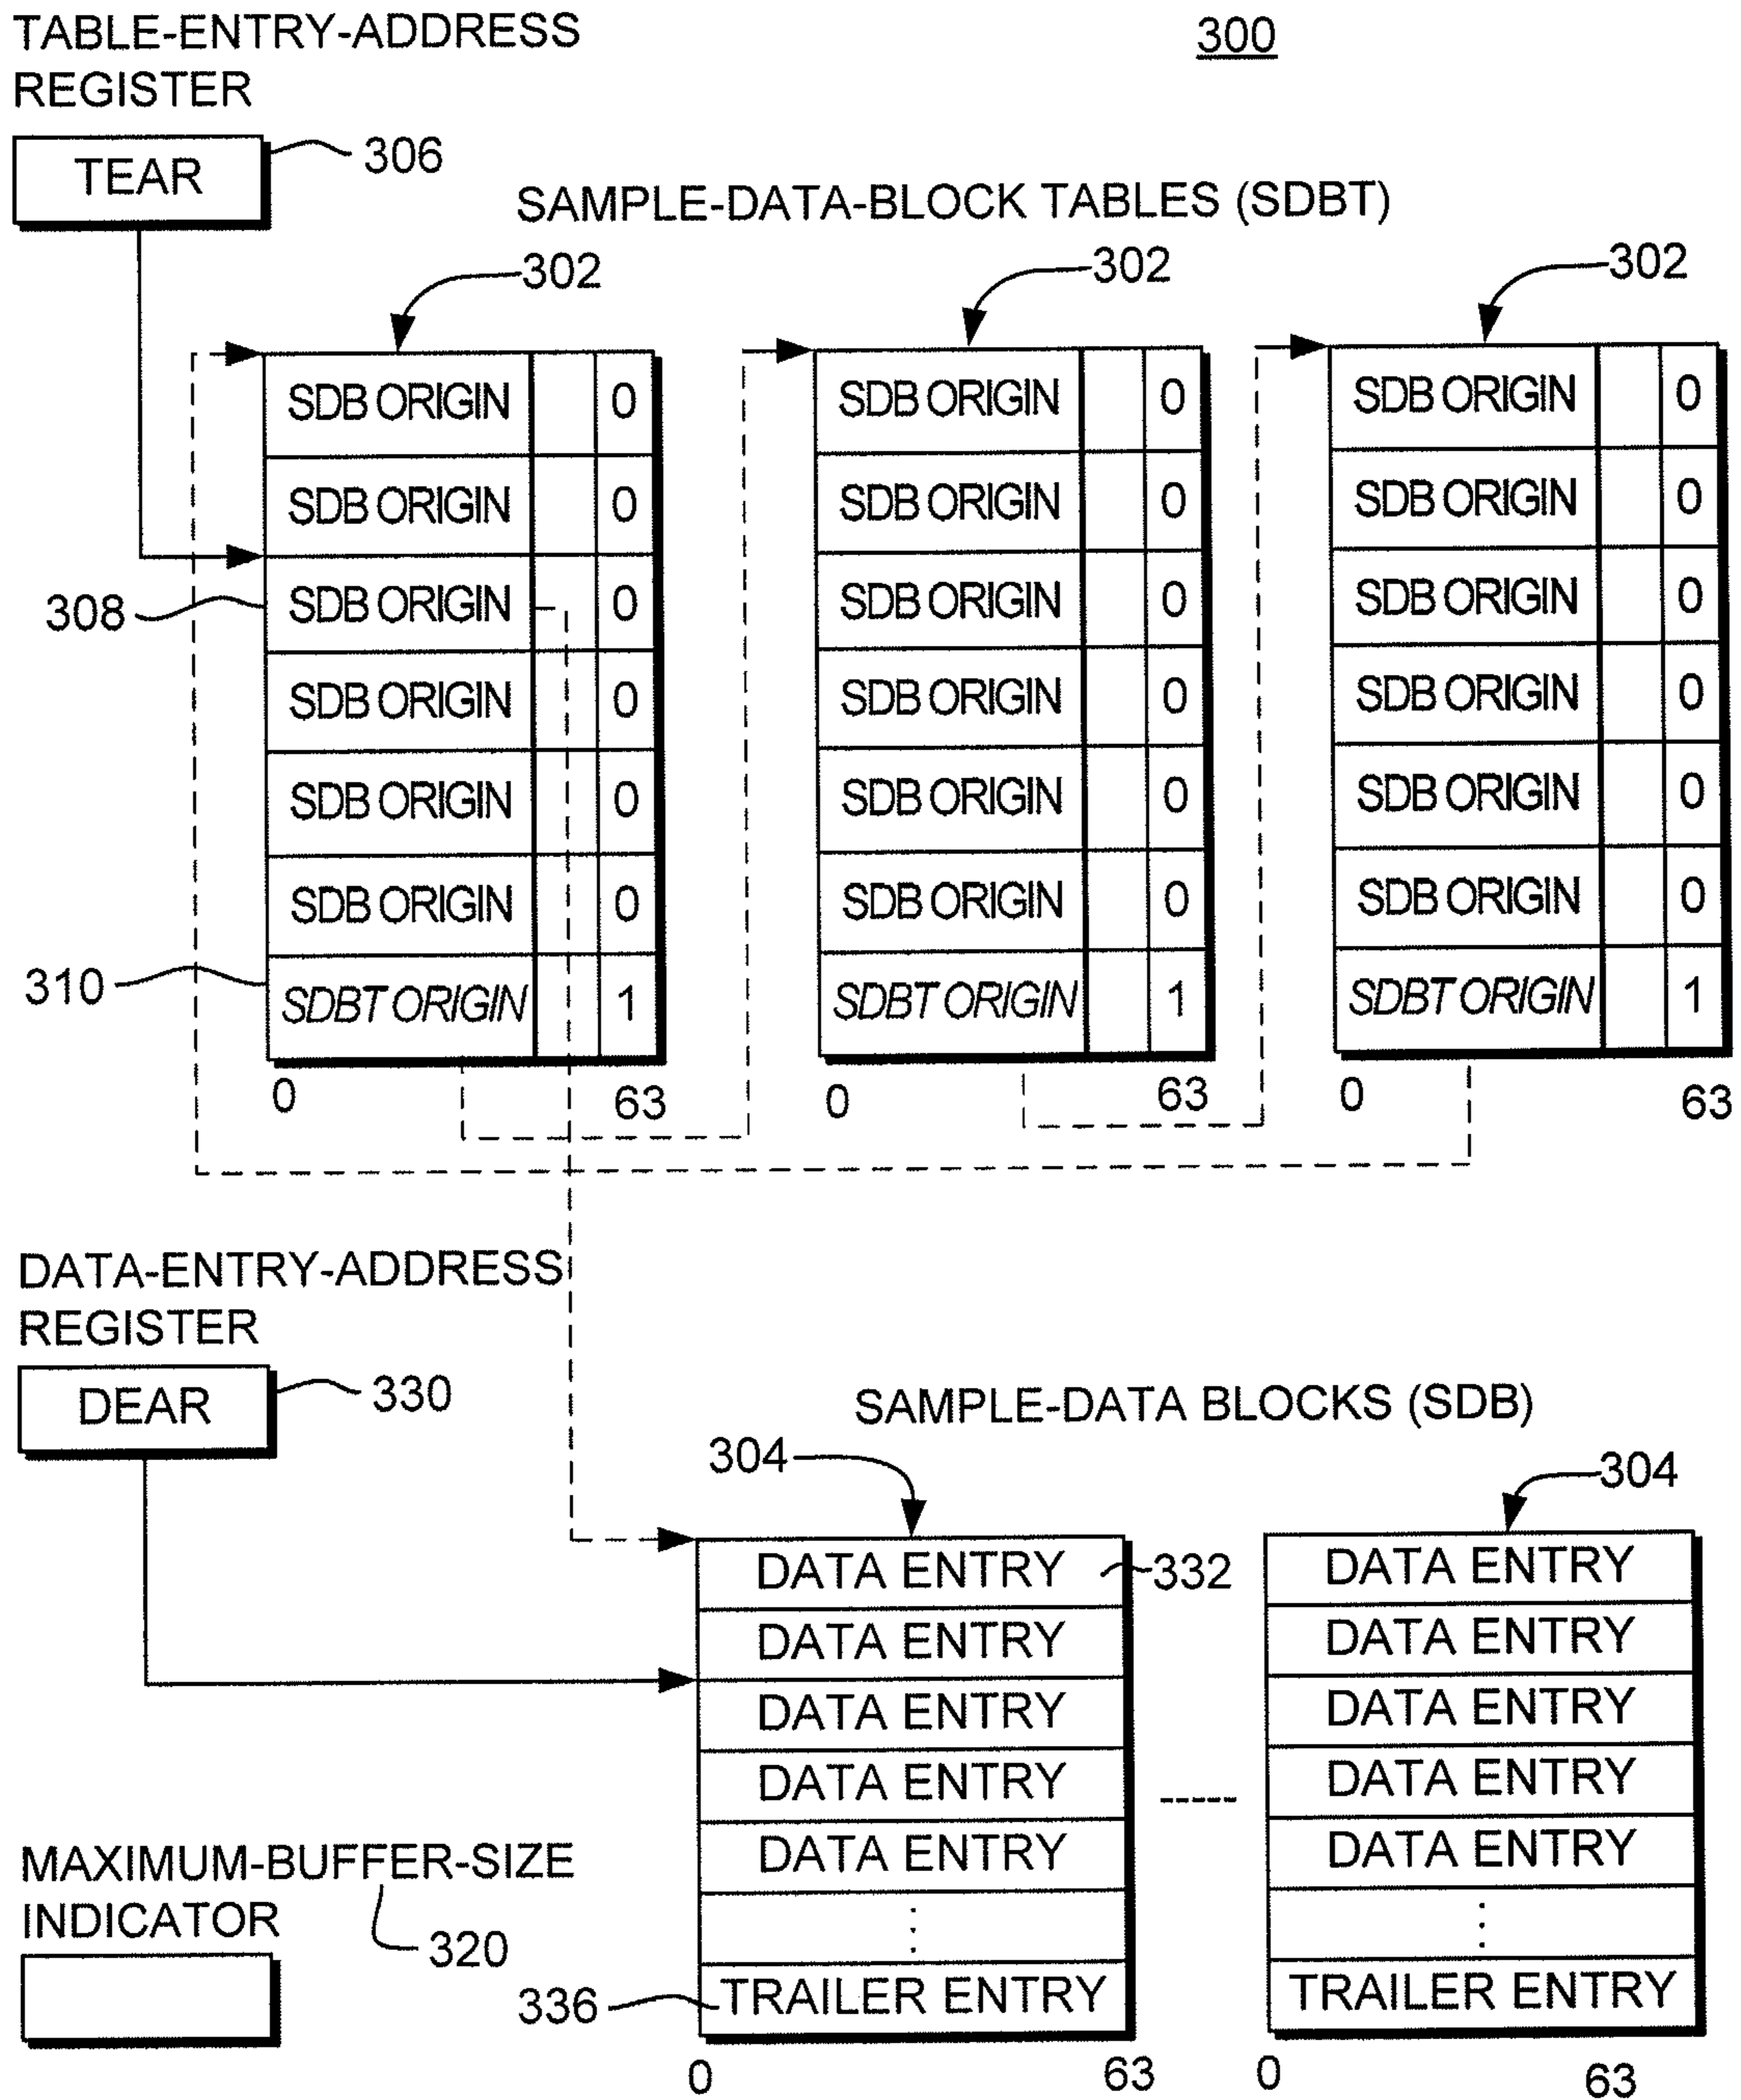 TABLE-ENTRY-ADDRESS
REGISTER
300
TEAR
306
SAMPLE-DATA-BLOCK TABLES (SDBT)
302 302 302
SDB ORIGIN 0 SDB ORIGIN 0 SDB ORIGIN 0
SDB ORIGIN 0 SDB ORIGIN 0 SDB ORIGIN 0
308 SDB ORIGIN 0 SDB ORIGIN 0 SDB ORIGIN 0
SDB ORIGIN 0 SDB ORIGIN 0 SDB ORIGIN 0
SDB ORIGIN 0 SDB ORIGIN 0 SDB ORIGIN 0
SDB ORIGIN 0 SDB ORIGIN 0 SDB ORIGIN 0
310 SDBT ORIGIN 1 SDBT ORIGIN 1 SDBT ORIGIN 1
0 63 0 63 0 63
DATA-ENTRY-ADDRESS
REGISTER
DEAR
330
SAMPLE-DATA BLOCKS (SDB)
304 304
DATA ENTRY 332 DATA ENTRY
DATA ENTRY DATA ENTRY
DATA ENTRY DATA ENTRY
DATA ENTRY DATA ENTRY
DATA ENTRY DATA ENTRY
MAXIMUM-BUFFER-SIZE
INDICATOR
320
336 TRAILER ENTRY TRAILER ENTRY
0 63 0 63